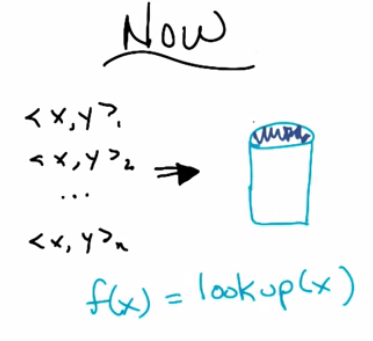 Now
<x,y>₁
<x,y>₂
...
<x,y>ₙ
f(x) = lookup(x)